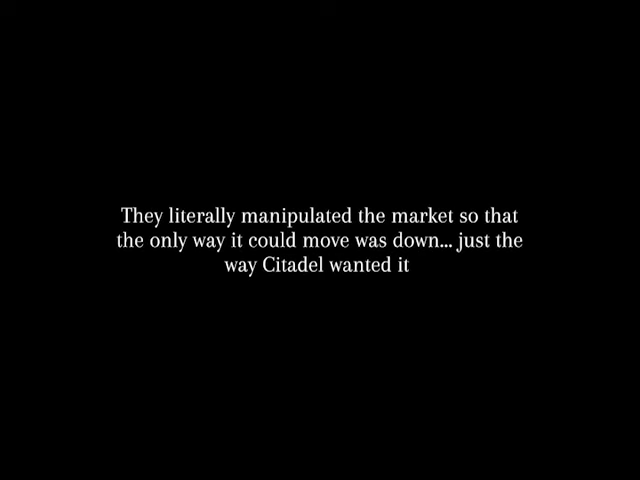 They literally manipulated the market so that
the only way it could move was down... just the
way Citadel wanted it